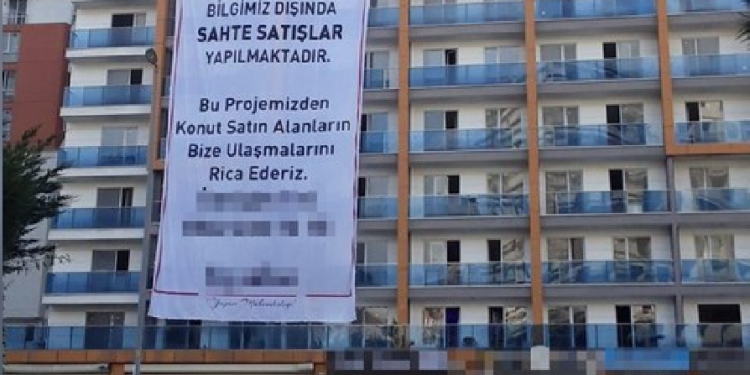 BİLGİMİZ DIŞINDA
SAHTE SATIŞLAR
YAPILMAKTADIR.
Bu Projemizden
Konut Satın Alanların
Bize Ulaşmalarını
Rica Ederiz.